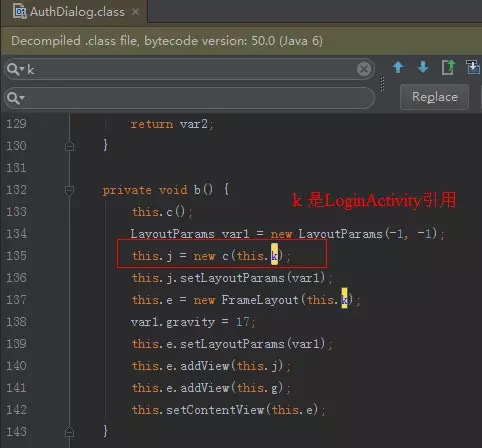 AuthDialog.class ×
Decompiled .class file, bytecode version: 50.0 (Java 6)
k
Replace
129 return var2;
130 }
131
132 private void b() {
k 是LoginActivity引用
133 this.c();
134 LayoutParams var1 = new LayoutParams(-1, -1);
135 this.j = new c(this.k);
136 this.j.setLayoutParams(var1);
137 this.e = new FrameLayout(this.k);
138 var1.gravity = 17;
139 this.e.setLayoutParams(var1);
140 this.e.addView(this.j);
141 this.e.addView(this.g);
142 this.setContentView(this.e);
143 }